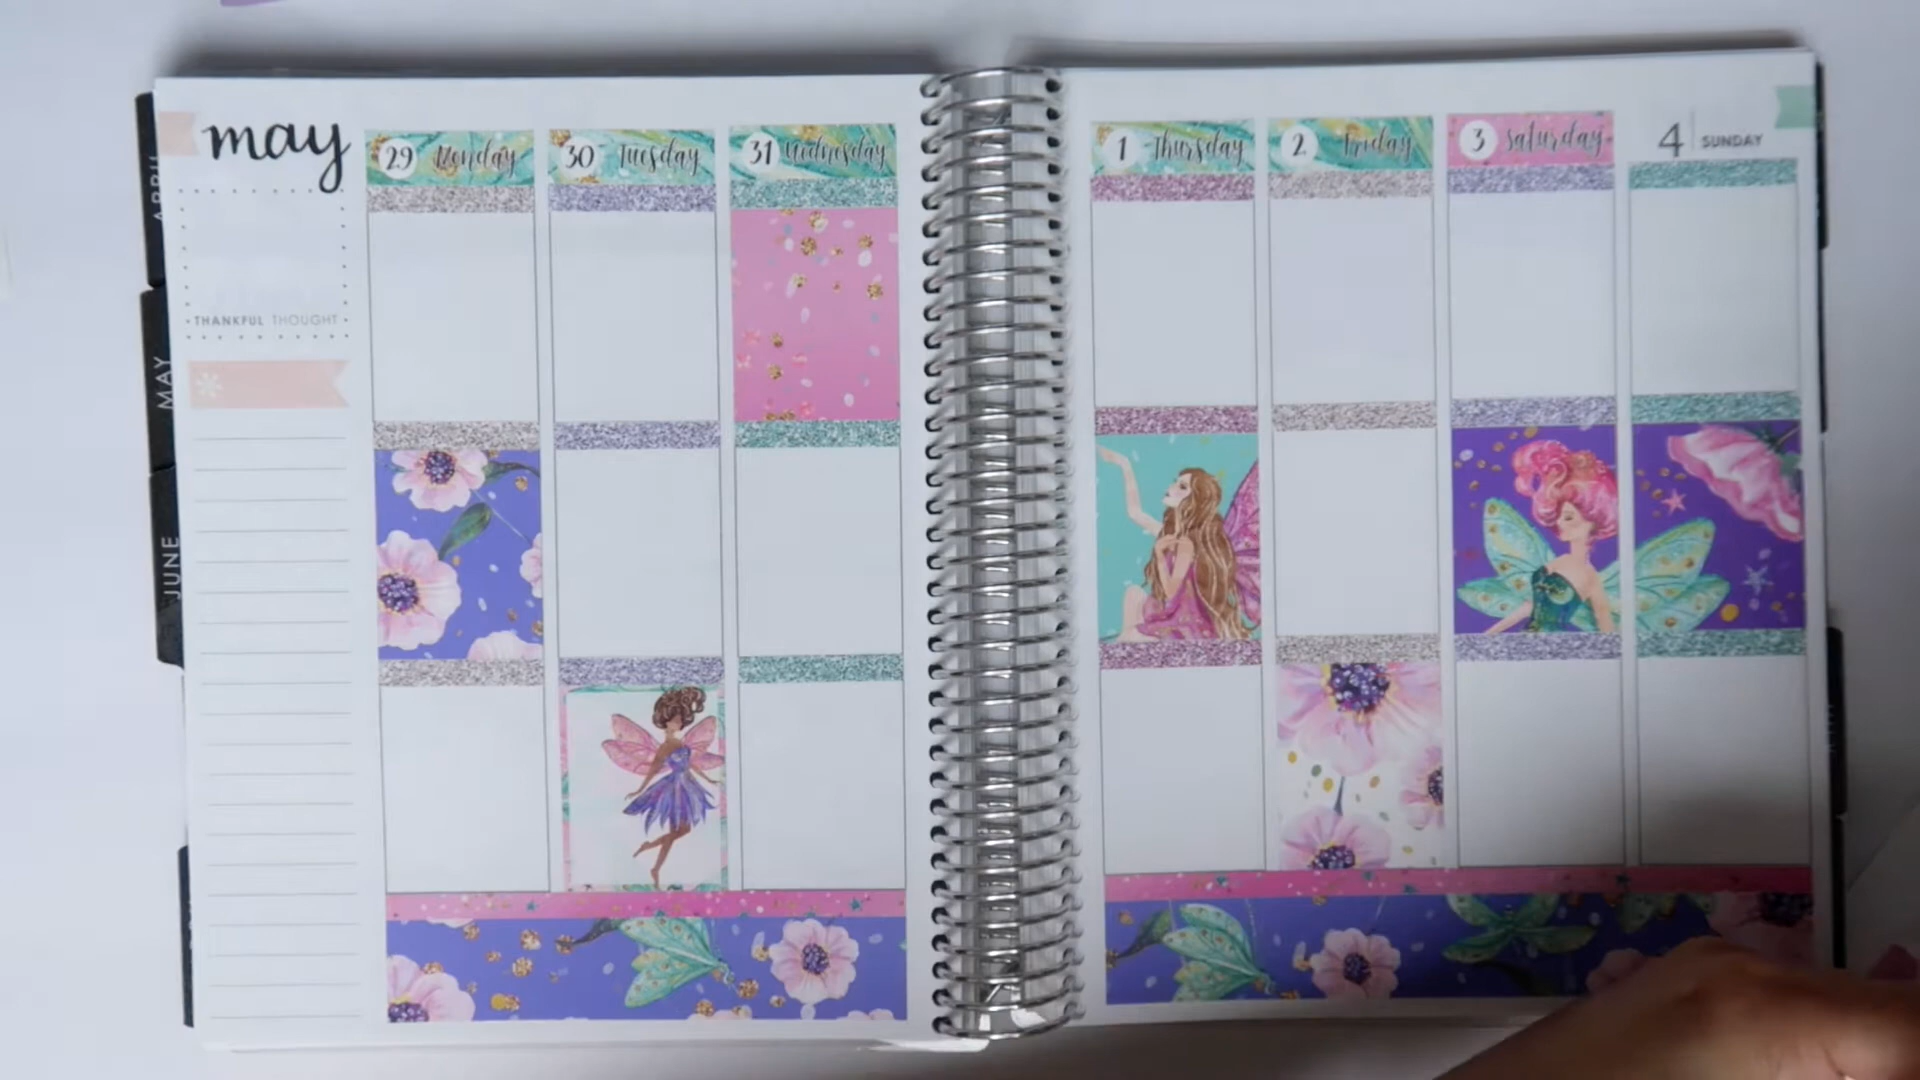 may
29 Monday
30 Tuesday
31 Wednesday
1 Thursday
2 Friday
3 Saturday
4 SUNDAY
THANKFUL THOUGHT
APRIL
MAY
JUNE